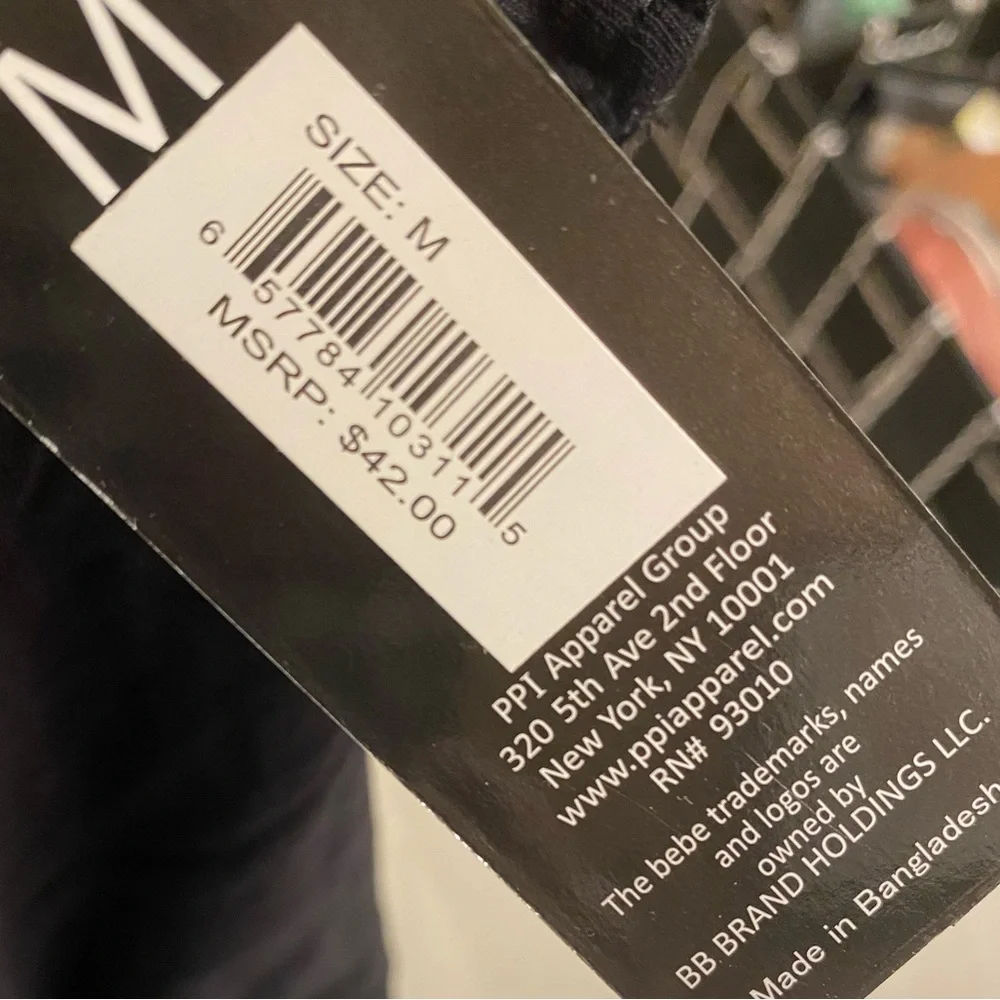 M
SIZE: M
6 57784 10311 5
MSRP: $42.00
PPI Apparel Group
320 5th Ave 2nd Floor
New York, NY 10001
www.ppiapparel.com
RN# 93010
The bebe trademarks, names
and logos are
owned by
BB BRAND HOLDINGS LLC.
Made in Bangladesh